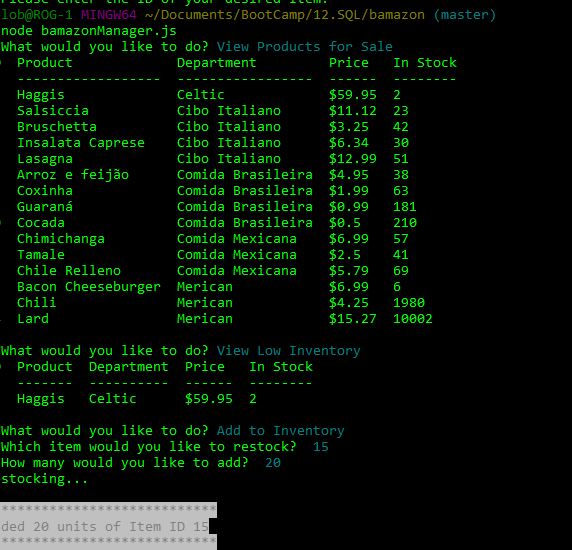 lob@ROG-1 MINGW64 ~/Documents/BootCamp/12.SQL/bamazon (master)
node bamazonManager.js
What would you like to do? View Products for Sale
Product Department Price In Stock
------------------ ----------------- ------ --------
Haggis Celtic $59.95 2
Salsiccia Cibo Italiano $11.12 23
Bruschetta Cibo Italiano $3.25 42
Insalata Caprese Cibo Italiano $6.34 30
Lasagna Cibo Italiano $12.99 51
Arroz e feijão Comida Brasileira $4.95 38
Coxinha Comida Brasileira $1.99 63
Guaraná Comida Brasileira $0.99 181
Cocada Comida Brasileira $0.5 210
Chimichanga Comida Mexicana $6.99 57
Tamale Comida Mexicana $2.5 41
Chile Relleno Comida Mexicana $5.79 69
Bacon Cheeseburger Merican $6.99 6
Chili Merican $4.25 1980
Lard Merican $15.27 10002
What would you like to do? View Low Inventory
Product Department Price In Stock
------- ---------- ------ --------
Haggis Celtic $59.95 2
What would you like to do? Add to Inventory
Which item would you like to restock? 15
How many would you like to add? 20
stocking...
***************************
ded 20 units of Item ID 15
***************************